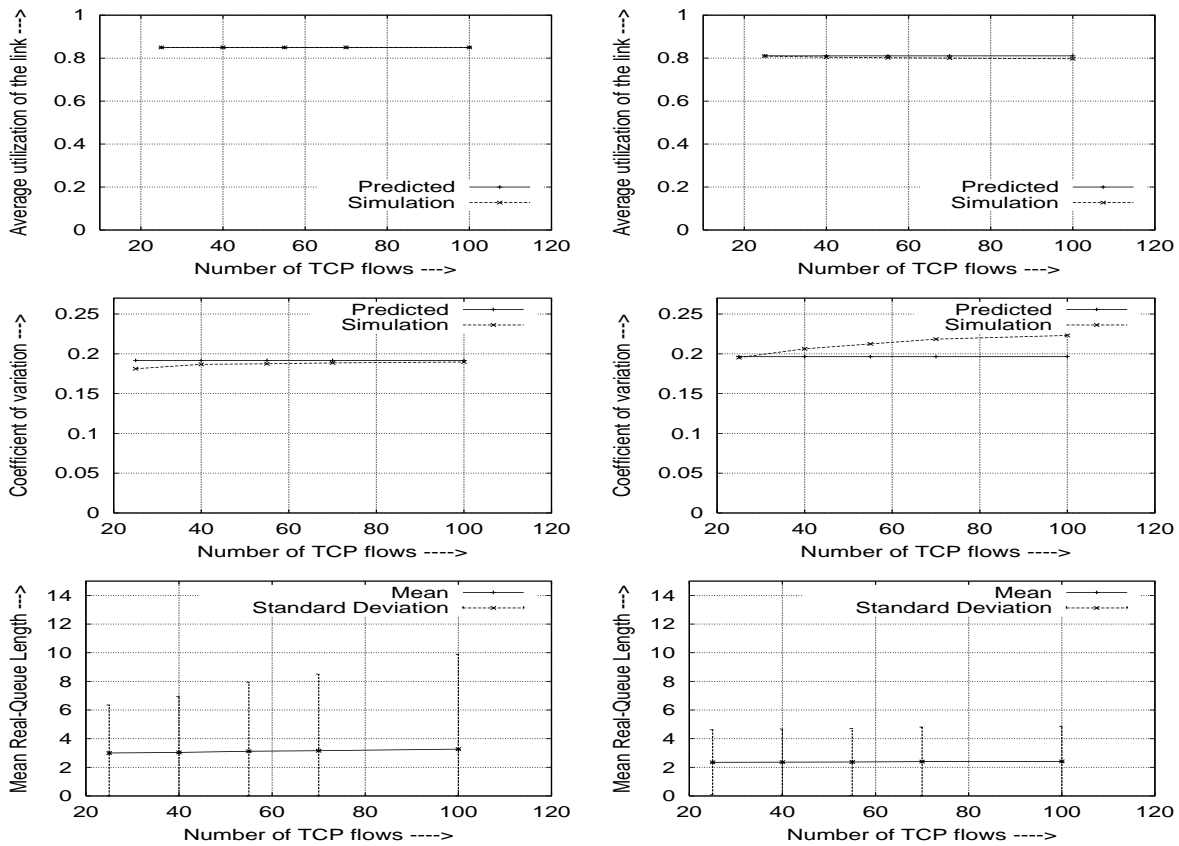 Average utilization of the link --->
1
0.8
0.6
0.4
0.2
0
Predicted
Simulation
20 40 60 80 100 120
Number of TCP flows --->
Average utilization of the link --->
1
0.8
0.6
0.4
0.2
0
Predicted
Simulation
20 40 60 80 100 120
Number of TCP flows --->
Coefficient of variation --->
0.25
0.2
0.15
0.1
0.05
0
Predicted
Simulation
20 40 60 80 100 120
Number of TCP flows ---->
Coefficient of variation --->
0.25
0.2
0.15
0.1
0.05
0
Predicted
Simulation
20 40 60 80 100 120
Number of TCP flows ---->
Mean Real-Queue Length --->
14
12
10
8
6
4
2
0
Mean
Standard Deviation
20 40 60 80 100 120
Number of TCP flows ---->
Mean Real-Queue Length --->
14
12
10
8
6
4
2
0
Mean
Standard Deviation
20 40 60 80 100 120
Number of TCP flows ---->